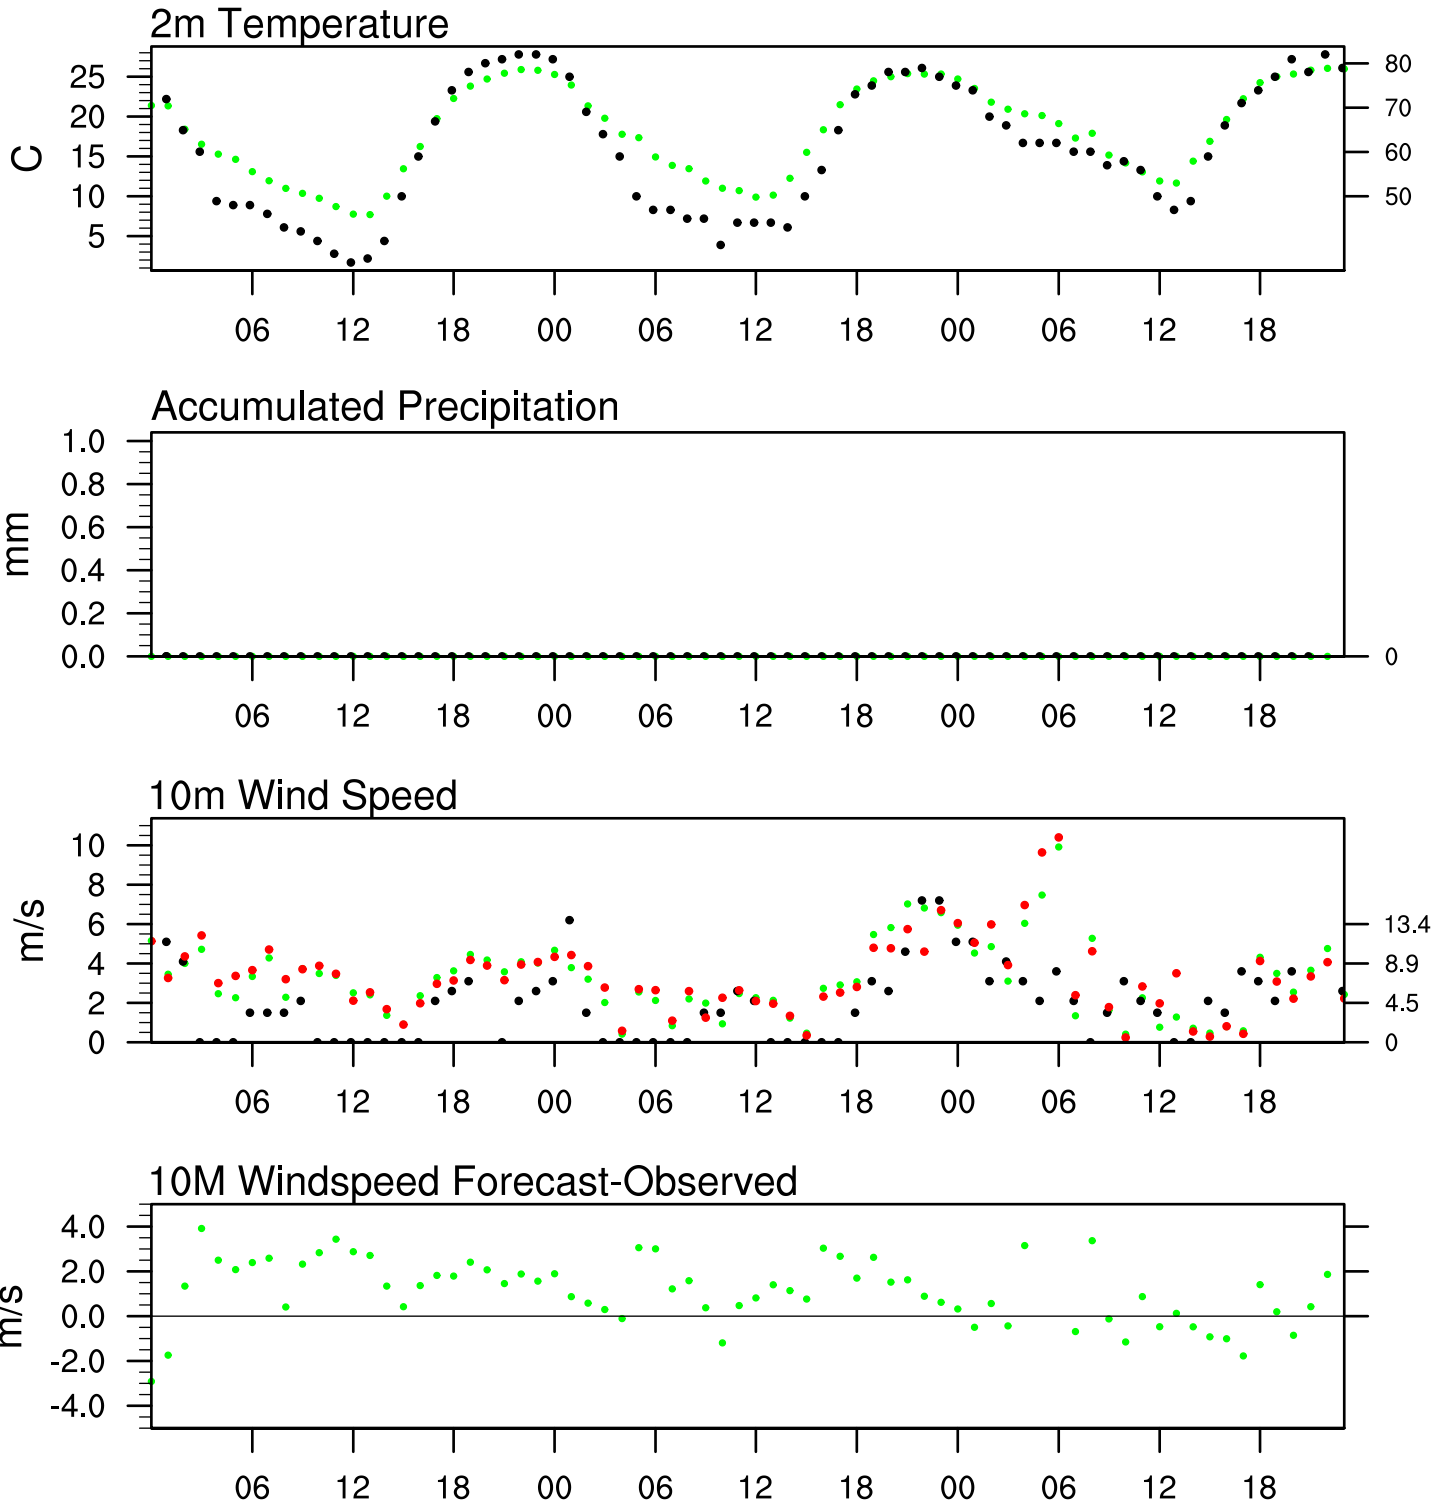 2m Temperature
C
25
20
15
10
5
80
70
60
50
06 12 18 00 06 12 18 00 06 12 18
Accumulated Precipitation
mm
1.0
0.8
0.6
0.4
0.2
0.0
0
06 12 18 00 06 12 18 00 06 12 18
10m Wind Speed
m/s
10
8
6
4
2
0
13.4
8.9
4.5
0
06 12 18 00 06 12 18 00 06 12 18
10M Windspeed Forecast-Observed
m/s
4.0
2.0
0.0
-2.0
-4.0
06 12 18 00 06 12 18 00 06 12 18